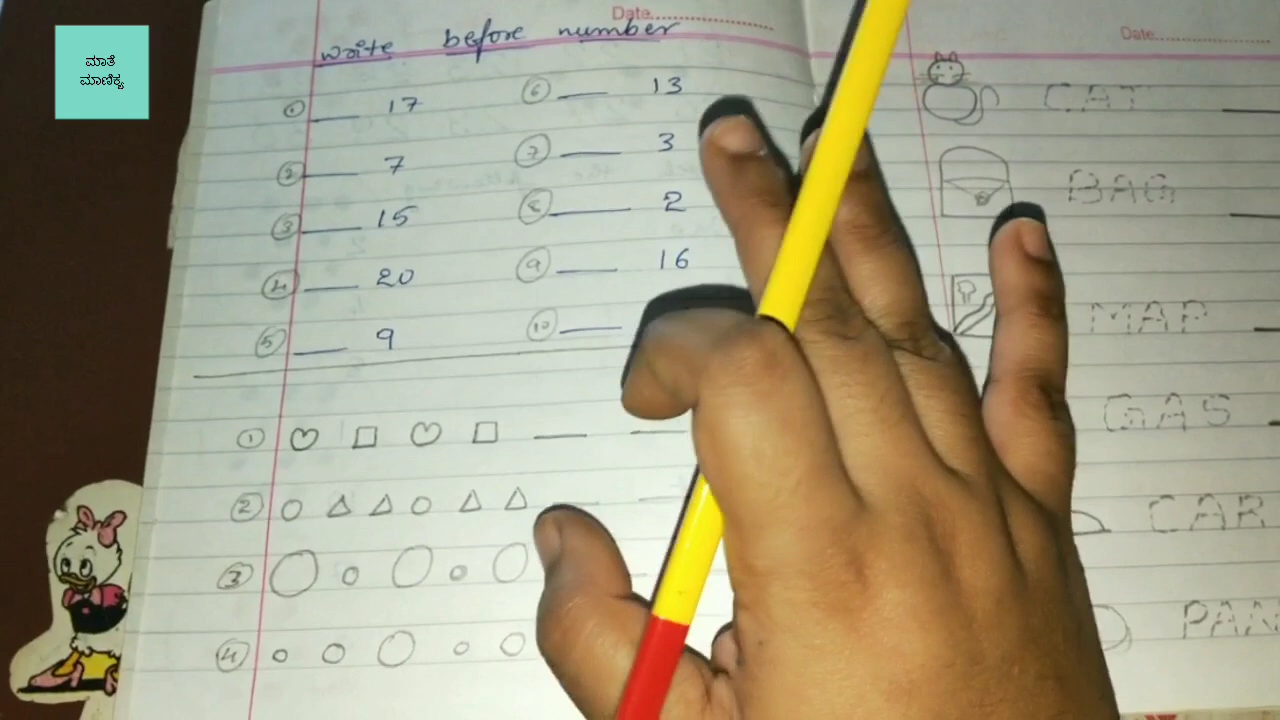 ಮಾತೆ
ಮಾಣಿಕ್ಯ
Date
write before number
① ___ 17
② ___ 7
③ ___ 15
④ ___ 20
⑤ ___ 9
⑥ ___ 13
⑦ ___ 3
⑧ ___ 2
⑨ ___ 16
⑩ ___
①
②
③
④
Date
CAT
BAG
MAP
GAS
CAR
PAN